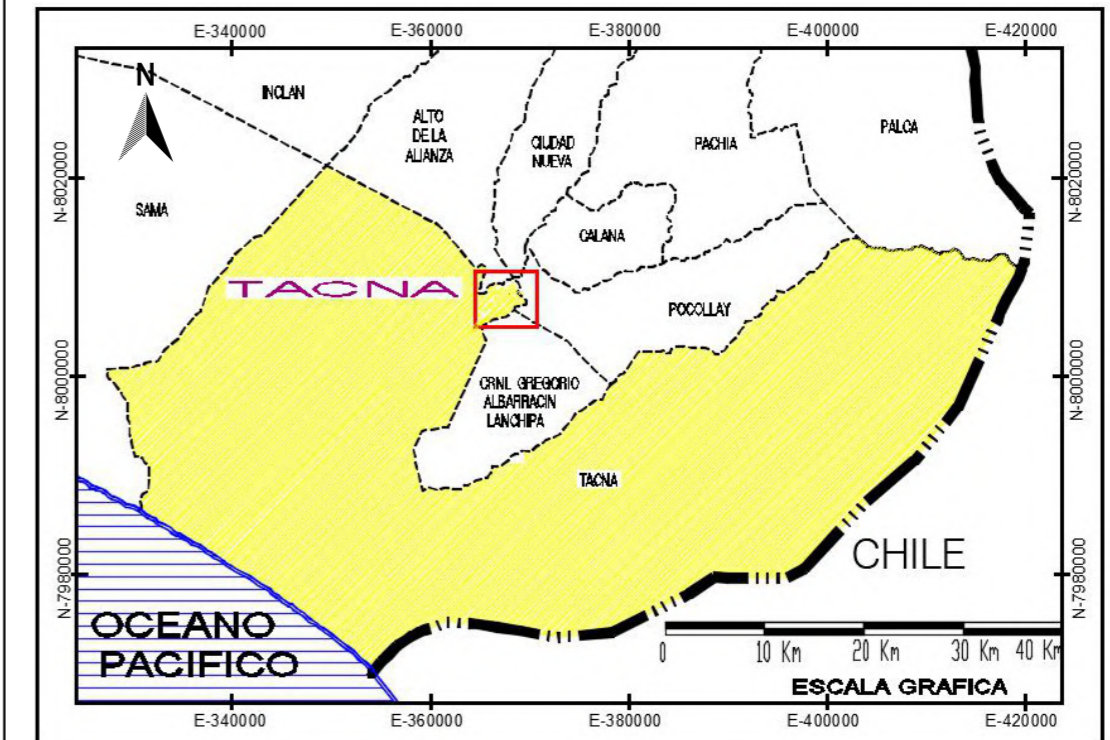 E-340000 E-360000 E-380000 E-400000 E-420000
N
INCLAN
ALTO
DE LA
ALIANZA
CIUDAD
NUEVA
PACHIA
PALCA
N-8020000
N-8020000
SAMA
CALANA
TACNA
POCOLLAY
N-8000000
N-8000000
CRNL. GREGORIO
ALBARRACIN
LANCHIPA
TACNA
N-7980000
N-7980000
CHILE
OCEANO
PACIFICO
0 10 Km 20 Km 30 Km 40 Km
ESCALA GRAFICA
E-340000 E-360000 E-380000 E-400000 E-420000